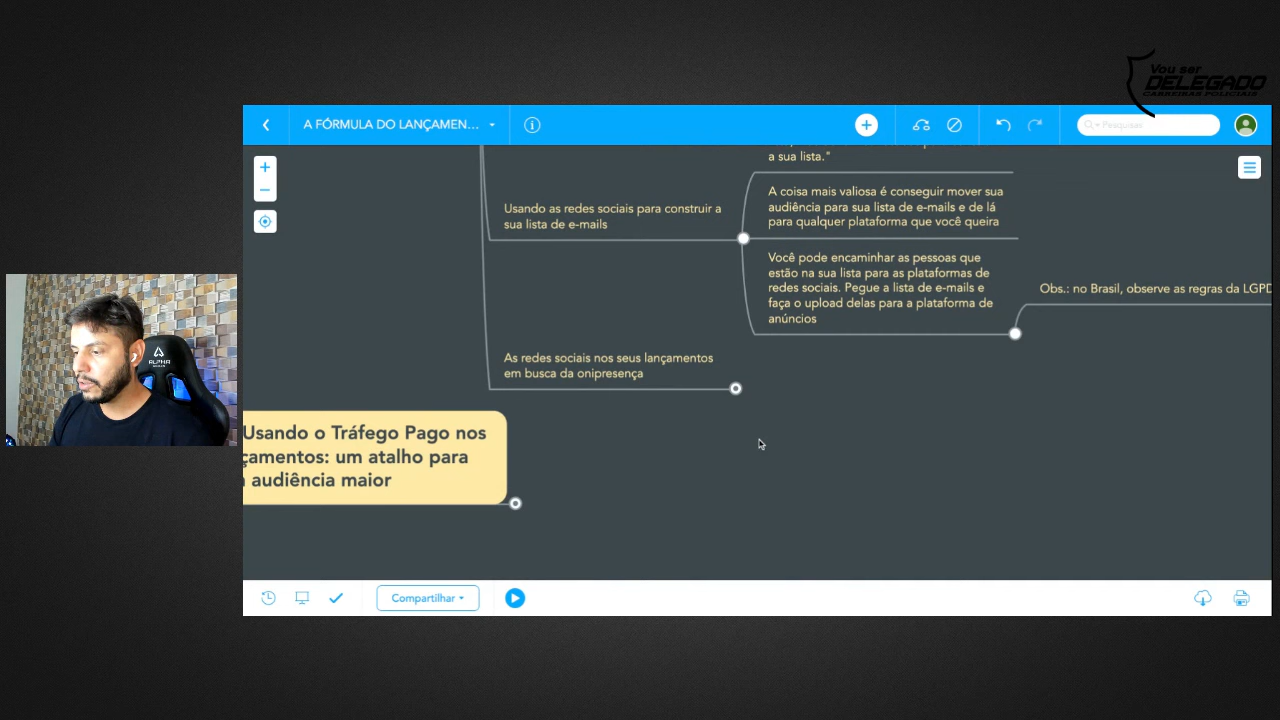 Vou ser
DELEGADO
CARREIRAS POLICIAIS
A FÓRMULA DO LANÇAMEN...
Pesquisar
a sua lista."
A coisa mais valiosa é conseguir mover sua
audiência para sua lista de e-mails e de lá
para qualquer plataforma que você queira
Usando as redes sociais para construir a
sua lista de e-mails
Você pode encaminhar as pessoas que
estão na sua lista para as plataformas de
redes sociais. Pegue a lista de e-mails e
faça o upload delas para a plataforma de
anúncios
Obs.: no Brasil, observe as regras da LGPD
As redes sociais nos seus lançamentos
em busca da onipresença
ALPHA
Usando o Tráfego Pago nos
çamentos: um atalho para
audiência maior
Compartilhar